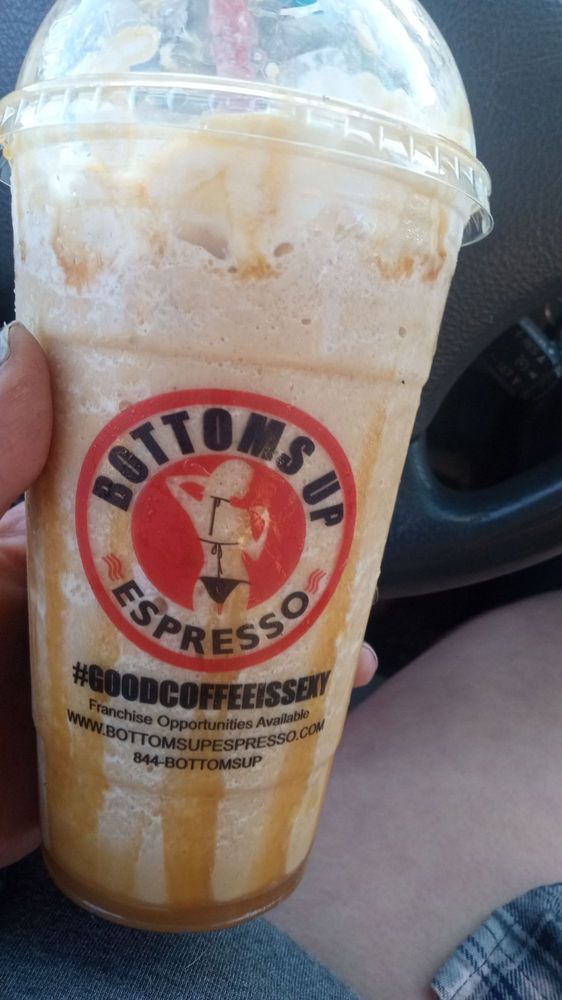 BOTTOMS UP
ESPRESSO
#GOODCOFFEEISSEXY
Franchise Opportunities Available
WWW.BOTTOMSUPESPRESSO.COM
844-BOTTOMSUP